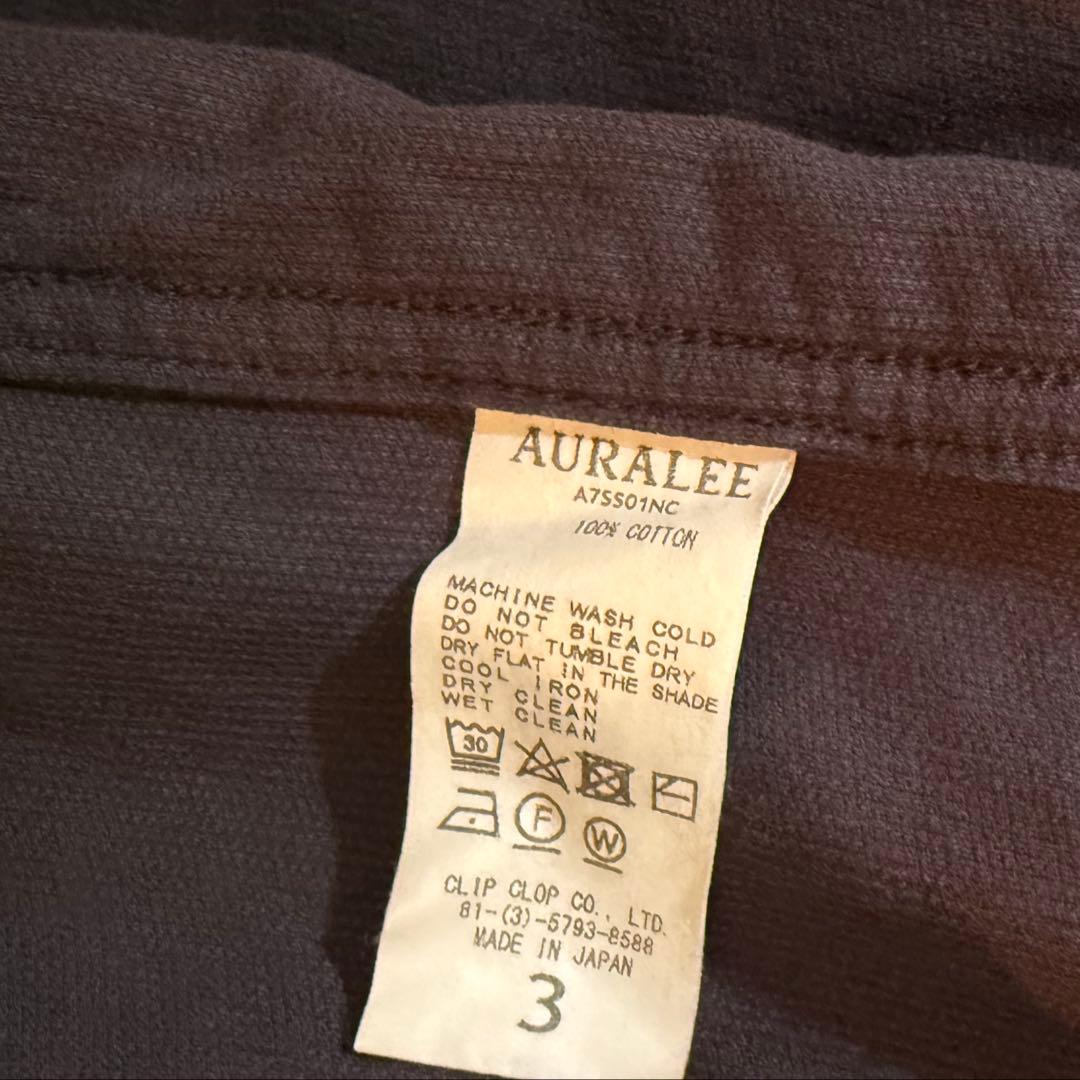 AURALEE
A7SS01NC
100% COTTON
MACHINE WASH COLD
DO NOT BLEACH
DO NOT TUMBLE DRY
DRY FLAT IN THE SHADE
COOL IRON
DRY CLEAN
WET CLEAN
30
F
W
CLIP CLOP CO., LTD.
81-(3)-5793-8588
MADE IN JAPAN
3